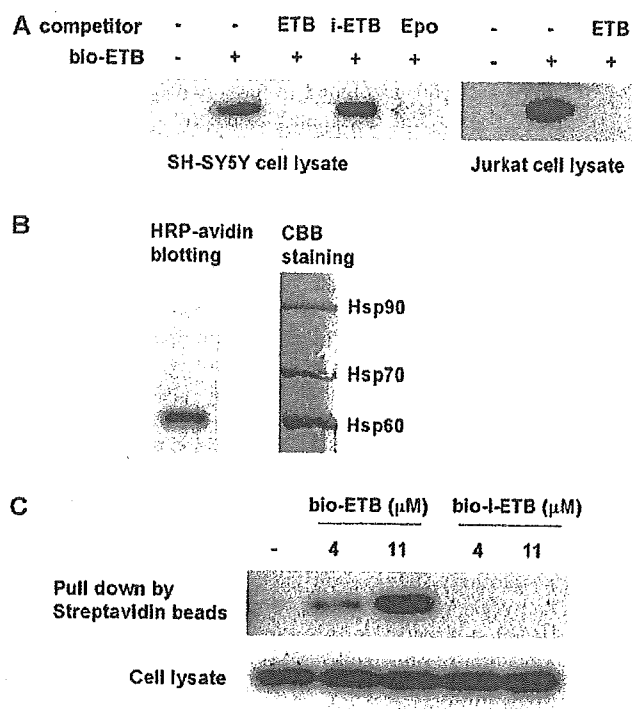 A competitor - - ETB i-ETB Epo - - ETB
bio-ETB - + + + + - + +
SH-SY5Y cell lysate
Jurkat cell lysate
B
HRP-avidin
blotting
CBB
staining
Hsp90
Hsp70
Hsp60
C
bio-ETB (μM) bio-i-ETB (μM)
- 4 11 4 11
Pull down by
Streptavidin beads
Cell lysate